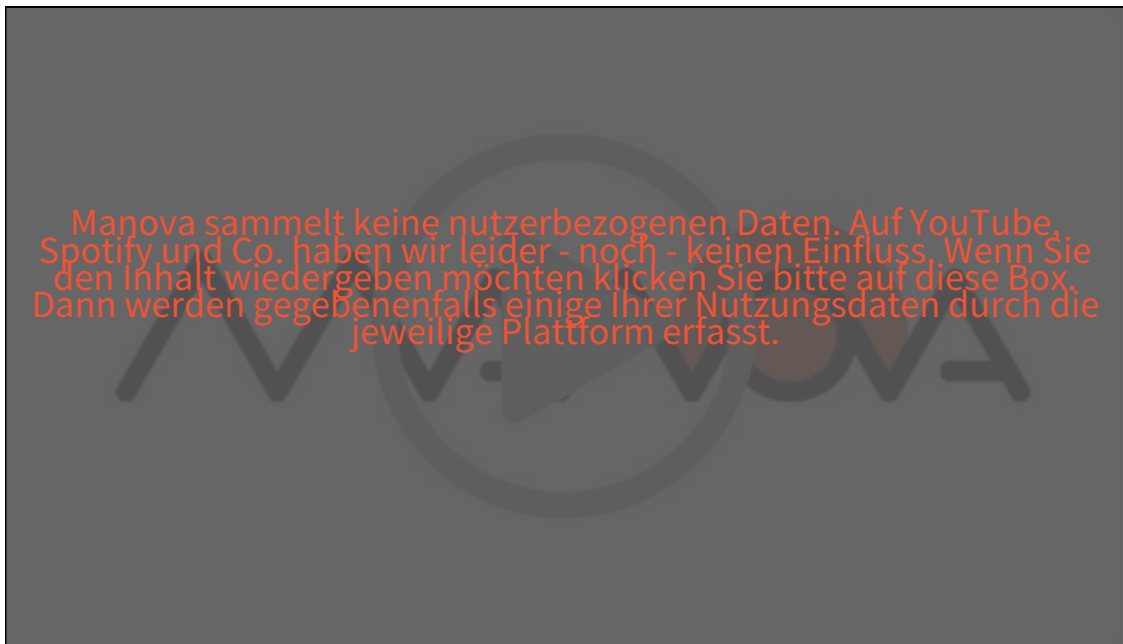 Manova sammelt keine nutzerbezogenen Daten. Auf YouTube,
Spotify und Co. haben wir leider - noch - keinen Einfluss. Wenn Sie
den Inhalt wiedergeben möchten klicken Sie bitte auf diese Box.
Dann werden gegebenenfalls einige Ihrer Nutzungsdaten durch die
jeweilige Plattform erfasst.
MANOVA